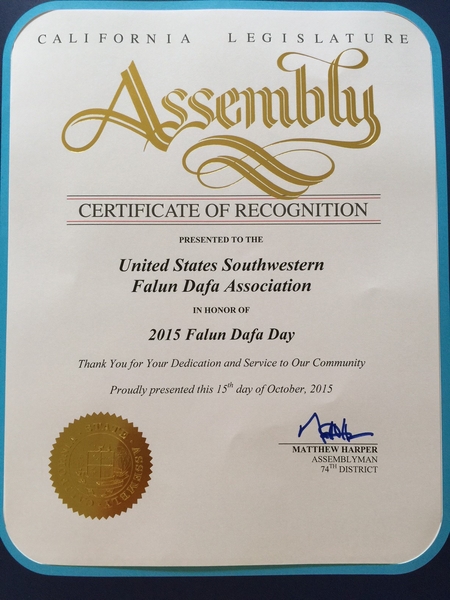 CALIFORNIA LEGISLATURE
Assembly
CERTIFICATE OF RECOGNITION
PRESENTED TO THE
United States Southwestern
Falun Dafa Association
IN HONOR OF
2015 Falun Dafa Day
Thank You for Your Dedication and Service to Our Community
Proudly presented this 15th day of October, 2015
MATTHEW HARPER
ASSEMBLYMAN
74TH DISTRICT